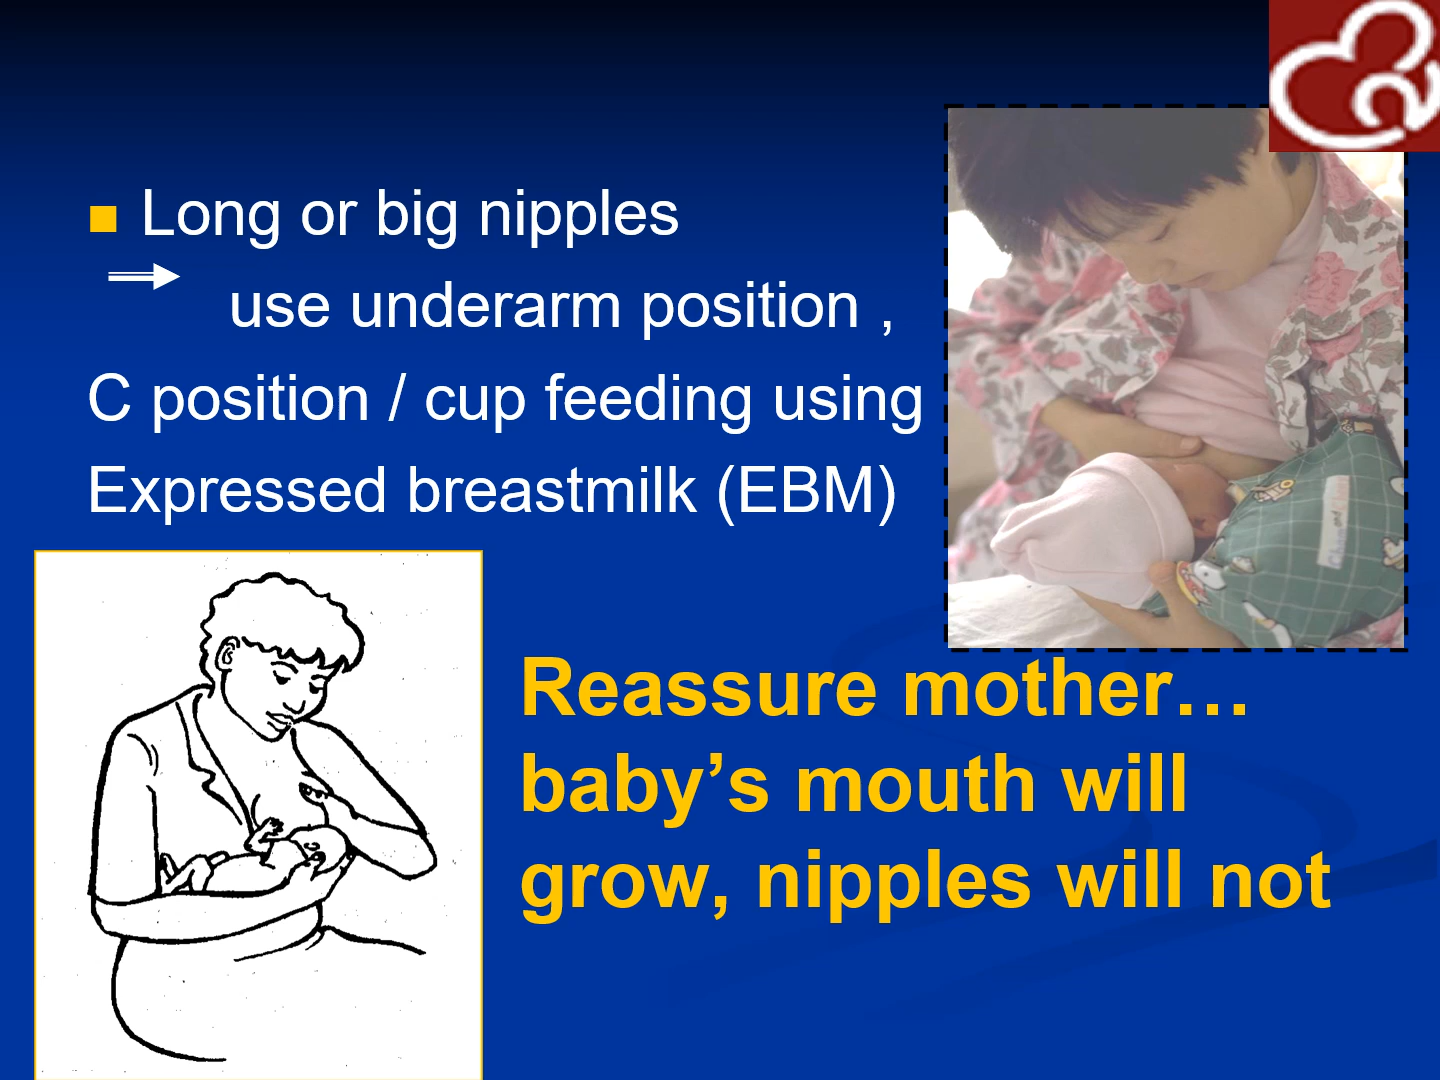 Long or big nipples
use underarm position ,
C position / cup feeding using
Expressed breastmilk (EBM)
Reassure mother…
baby’s mouth will
grow, nipples will not